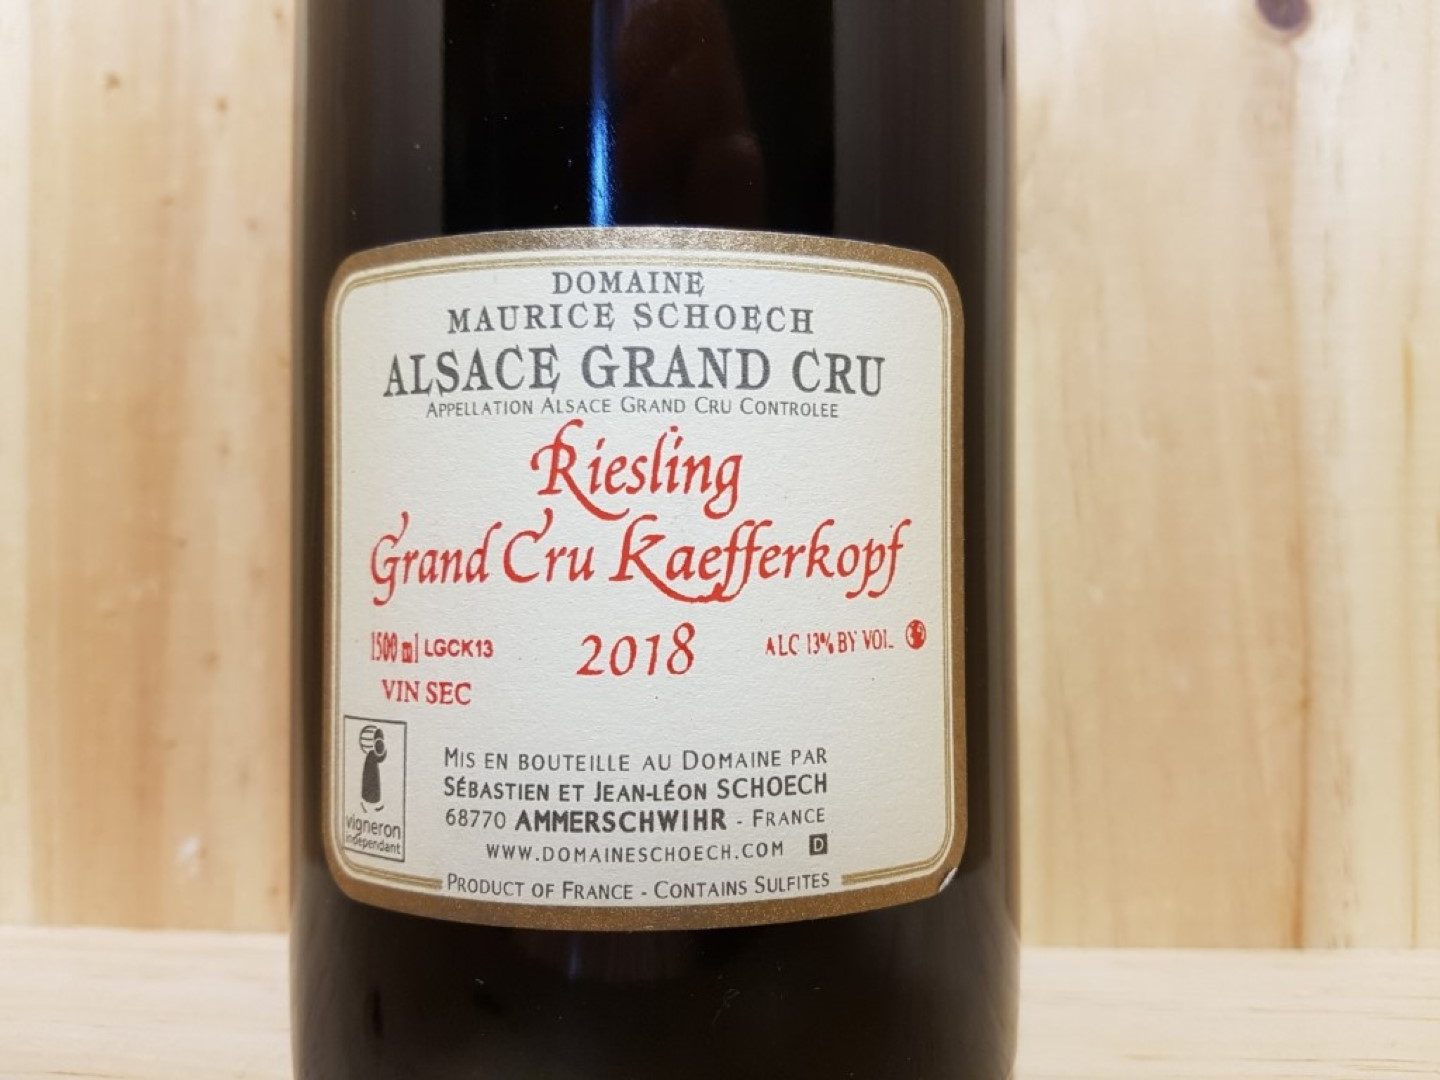 DOMAINE
MAURICE SCHOECH
ALSACE GRAND CRU
APPELLATION ALSACE GRAND CRU CONTROLEE
Riesling
Grand Cru Kaefferkopf
1500 ml LGCK13 2018 ALC 13% BY VOL.
VIN SEC
vigneron
indépendant
MIS EN BOUTEILLE AU DOMAINE PAR
SÉBASTIEN ET JEAN-LÉON SCHOECH
68770 AMMERSCHWIHR - FRANCE
WWW.DOMAINESCHOECH.COM D
PRODUCT OF FRANCE - CONTAINS SULFITES